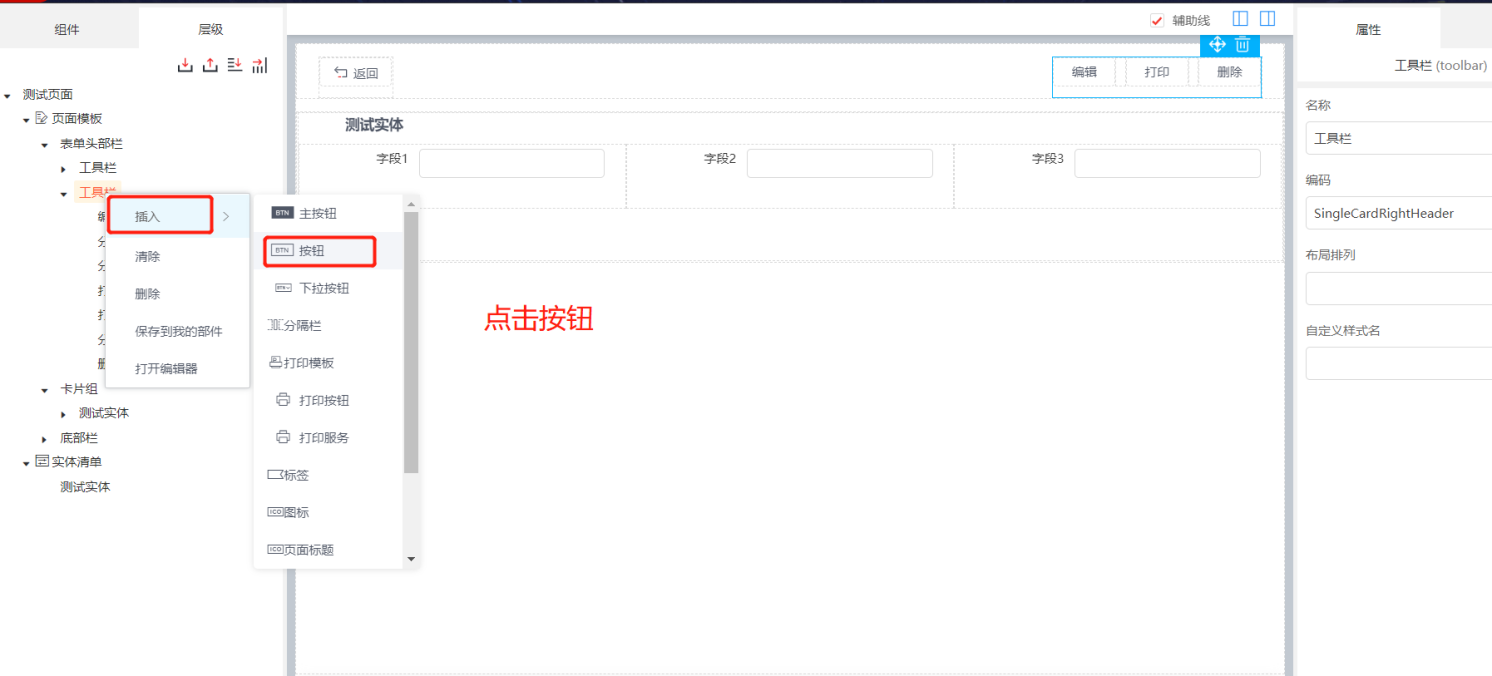 组件
层级
辅助线
属性
工具栏 (toolbar)
测试页面
页面模板
表单头部栏
工具栏
工具栏
插入
清除
删除
保存到我的部件
打开编辑器
卡片组
测试实体
底部栏
实体清单
测试实体
BTN 主按钮
BTN 按钮
下拉按钮
分隔栏
打印模板
打印按钮
打印服务
标签
ICO 图标
ICO 页面标题
返回
编辑
打印
删除
测试实体
字段1
字段2
字段3
点击按钮
名称
工具栏
编码
SingleCardRightHeader
布局排列
自定义样式名